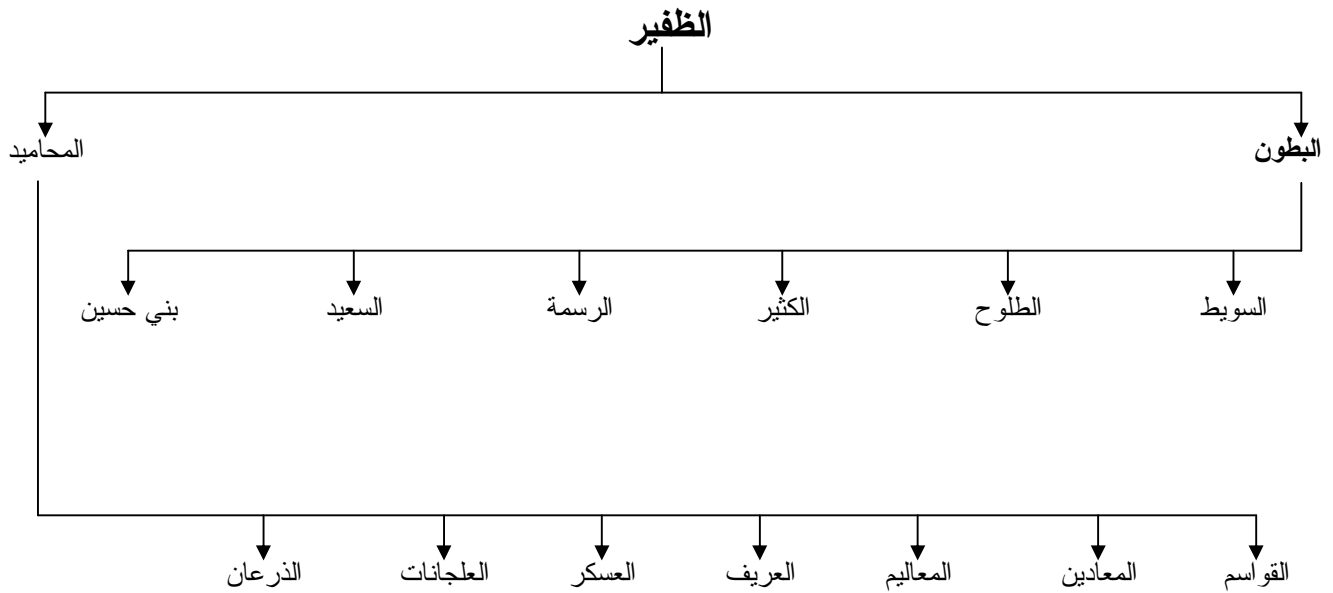 الظفير
البطون المحاميد
السويط الطلوح الكثير الرسمة السعيد بني حسين
القواسم المعادين المعاليم العريف العسكر العلجانات الذرعان